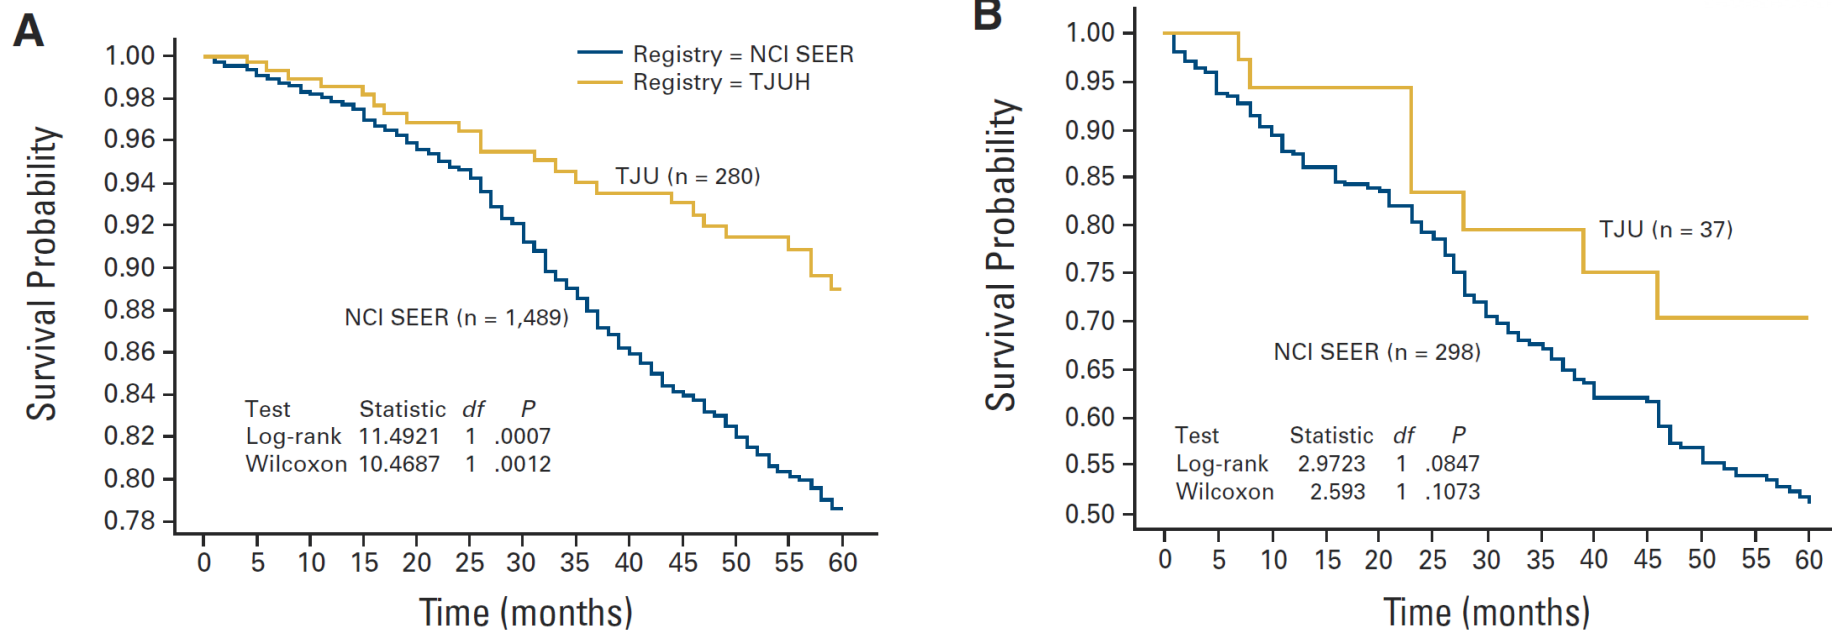 A
Survival Probability
1.00
0.98
0.96
0.94
0.92
0.90
0.88
0.86
0.84
0.82
0.80
0.78
Registry = NCI SEER
Registry = TJUH
TJU (n = 280)
NCI SEER (n = 1,489)
Test Statistic df P
Log-rank 11.4921 1 .0007
Wilcoxon 10.4687 1 .0012
0 5 10 15 20 25 30 35 40 45 50 55 60
Time (months)
B
Survival Probability
1.00
0.95
0.90
0.85
0.80
0.75
0.70
0.65
0.60
0.55
0.50
TJU (n = 37)
NCI SEER (n = 298)
Test Statistic df P
Log-rank 2.9723 1 .0847
Wilcoxon 2.593 1 .1073
0 5 10 15 20 25 30 35 40 45 50 55 60
Time (months)